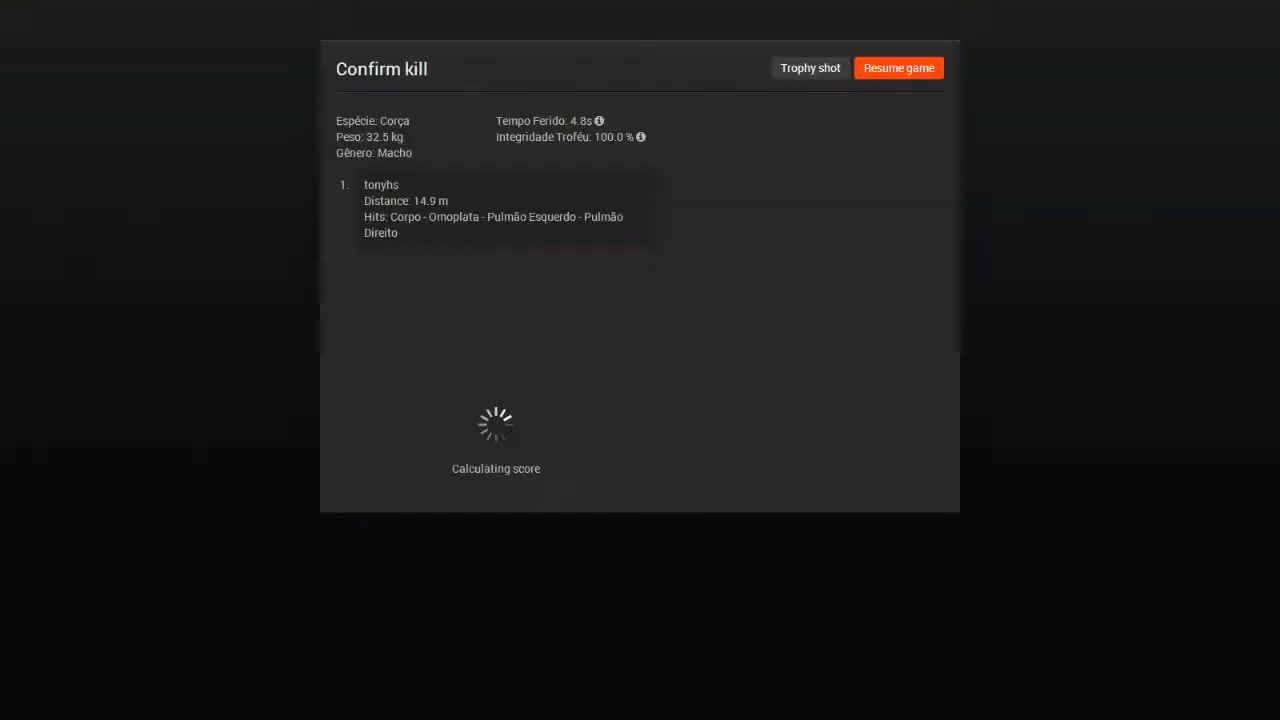 Confirm kill
Trophy shot
Resume game
Espécie: Corça
Peso: 32.5 kg
Gênero: Macho
Tempo Ferido: 4.8s
Integridade Troféu: 100.0 %
1. tonyhs
Distance: 14.9 m
Hits: Corpo - Omoplata - Pulmão Esquerdo - Pulmão
Direito
Calculating score